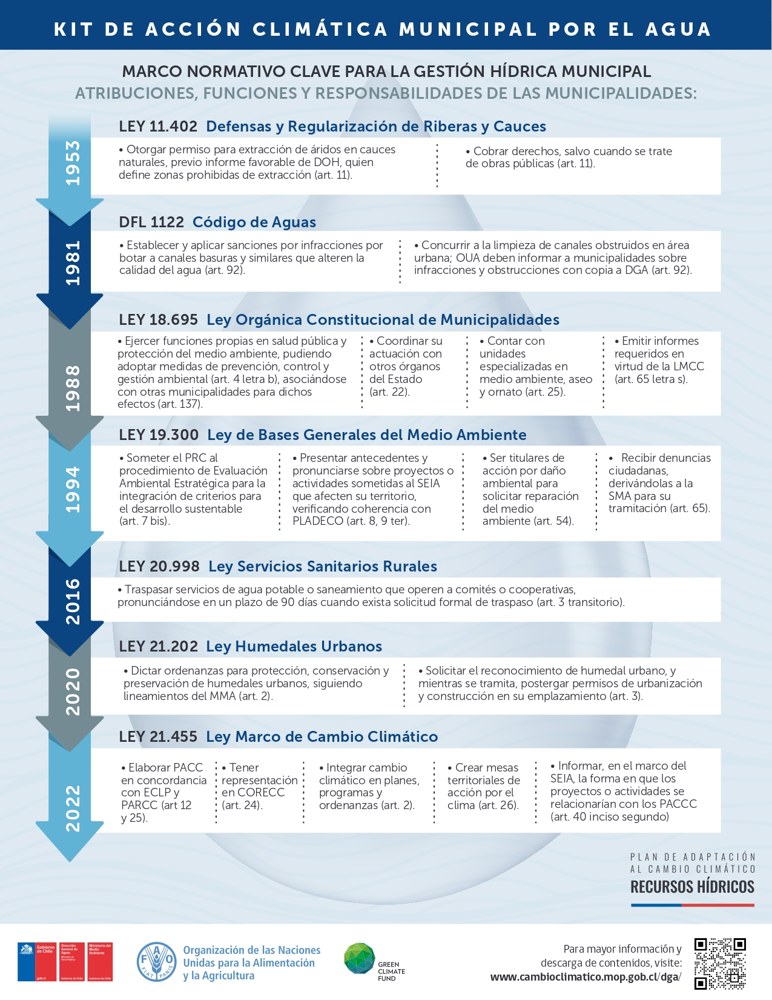 KIT DE ACCIÓN CLIMÁTICA MUNICIPAL POR EL AGUA
MARCO NORMATIVO CLAVE PARA LA GESTIÓN HÍDRICA MUNICIPAL
ATRIBUCIONES, FUNCIONES Y RESPONSABILIDADES DE LAS MUNICIPALIDADES:
1953
LEY 11.402 Defensas y Regularización de Riberas y Cauces
• Otorgar permiso para extracción de áridos en cauces
naturales, previo informe favorable de DOH, quien
define zonas prohibidas de extracción (art. 11).
• Cobrar derechos, salvo cuando se trate
de obras públicas (art. 11).
1981
DFL 1122 Código de Aguas
• Establecer y aplicar sanciones por infracciones por
botar a canales basuras y similares que alteren la
calidad del agua (art. 92).
• Concurrir a la limpieza de canales obstruidos en área
urbana; OUA deben informar a municipalidades sobre
infracciones y obstrucciones con copia a DGA (art. 92).
1988
LEY 18.695 Ley Orgánica Constitucional de Municipalidades
• Ejercer funciones propias en salud pública y
protección del medio ambiente, pudiendo
adoptar medidas de prevención, control y
gestión ambiental (art. 4 letra b), asociándose
con otras municipalidades para dichos
efectos (art. 137).
• Coordinar su
actuación con
otros órganos
del Estado
(art. 22).
• Contar con
unidades
especializadas en
medio ambiente, aseo
y ornato (art. 25).
• Emitir informes
requeridos en
virtud de la LMCC
(art. 65 letra s).
1994
LEY 19.300 Ley de Bases Generales del Medio Ambiente
• Someter el PRC al
procedimiento de Evaluación
Ambiental Estratégica para la
integración de criterios para
el desarrollo sustentable
(art. 7 bis).
• Presentar antecedentes y
pronunciarse sobre proyectos o
actividades sometidas al SEIA
que afecten su territorio,
verificando coherencia con
PLADECO (art. 8, 9 ter).
• Ser titulares de
acción por daño
ambiental para
solicitar reparación
del medio
ambiente (art. 54).
• Recibir denuncias
ciudadanas,
derivándolas a la
SMA para su
tramitación (art. 65).
2016
LEY 20.998 Ley Servicios Sanitarios Rurales
• Traspasar servicios de agua potable o saneamiento que operen a comités o cooperativas,
pronunciándose en un plazo de 90 días cuando exista solicitud formal de traspaso (art. 3 transitorio).
2020
LEY 21.202 Ley Humedales Urbanos
• Dictar ordenanzas para protección, conservación y
preservación de humedales urbanos, siguiendo
lineamientos del MMA (art. 2).
• Solicitar el reconocimiento de humedal urbano, y
mientras se tramita, postergar permisos de urbanización
y construcción en su emplazamiento (art. 3).
2022
LEY 21.455 Ley Marco de Cambio Climático
• Elaborar PACC
en concordancia
con ECLP y
PARCC (art 12
y 25).
• Tener
representación
en CORECC
(art. 24).
• Integrar cambio
climático en planes,
programas y
ordenanzas (art. 2).
• Crear mesas
territoriales de
acción por el
clima (art. 26).
• Informar, en el marco del
SEIA, la forma en que los
proyectos o actividades se
relacionarían con los PACCC
(art. 40 inciso segundo)
PLAN DE ADAPTACIÓN
AL CAMBIO CLIMÁTICO
RECURSOS HÍDRICOS
Gobierno
de Chile
gob.cl
Dirección
General de
Aguas
Ministerio de
Obras Públicas
Gobierno de Chile
Ministerio del
Medio
Ambiente
Gobierno de Chile
FAO
FIAT PANIS
Organización de las Naciones
Unidas para la Alimentación
y la Agricultura
GREEN
CLIMATE
FUND
Para mayor información y
descarga de contenidos, visite:
www.cambioclimatico.mop.gob.cl/dga/